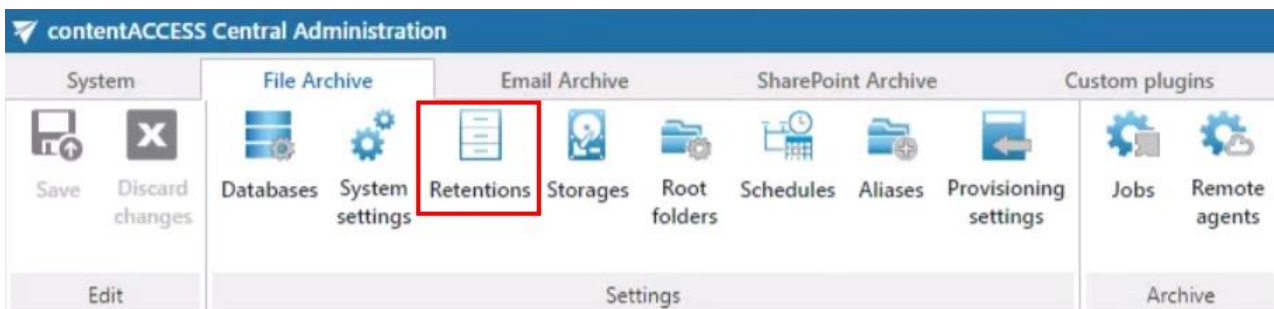 contentACCESS Central Administration
System File Archive Email Archive SharePoint Archive Custom plugins
Save Discard changes Databases System settings Retentions Storages Root folders Schedules Aliases Provisioning settings Jobs Remote agents
Edit Settings Archive